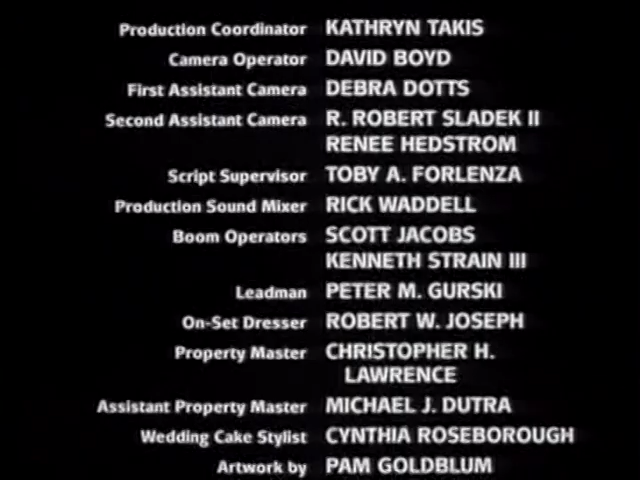 Production Coordinator KATHRYN TAKIS
Camera Operator DAVID BOYD
First Assistant Camera DEBRA DOTTS
Second Assistant Camera R. ROBERT SLADEK II
RENEE HEDSTROM
Script Supervisor TOBY A. FORLENZA
Production Sound Mixer RICK WADDELL
Boom Operators SCOTT JACOBS
KENNETH STRAIN III
Leadman PETER M. GURSKI
On-Set Dresser ROBERT W. JOSEPH
Property Master CHRISTOPHER H.
LAWRENCE
Assistant Property Master MICHAEL J. DUTRA
Wedding Cake Stylist CYNTHIA ROSEBOROUGH
Artwork by PAM GOLDBLUM